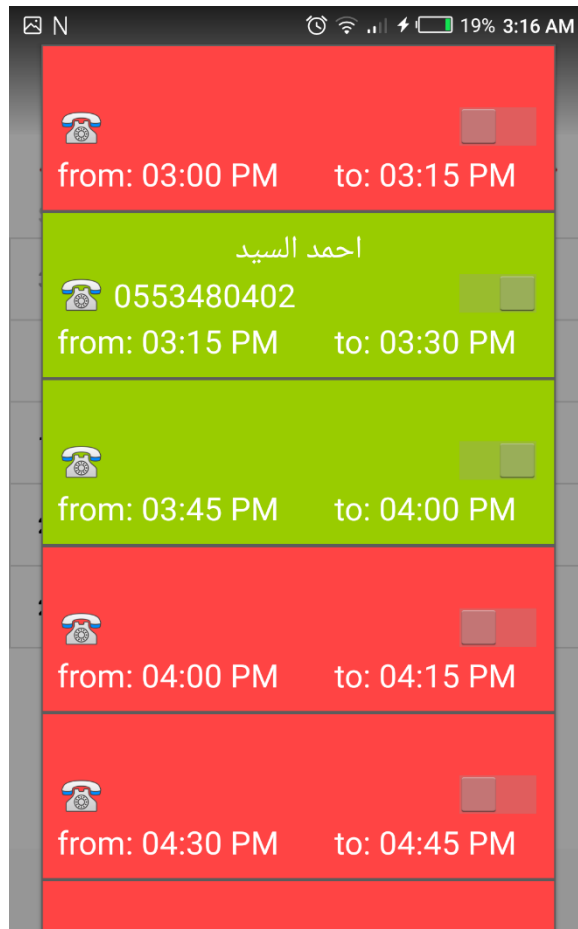 N 19% 3:16 AM
from: 03:00 PM to: 03:15 PM
احمد السيد
0553480402
from: 03:15 PM to: 03:30 PM
from: 03:45 PM to: 04:00 PM
from: 04:00 PM to: 04:15 PM
from: 04:30 PM to: 04:45 PM